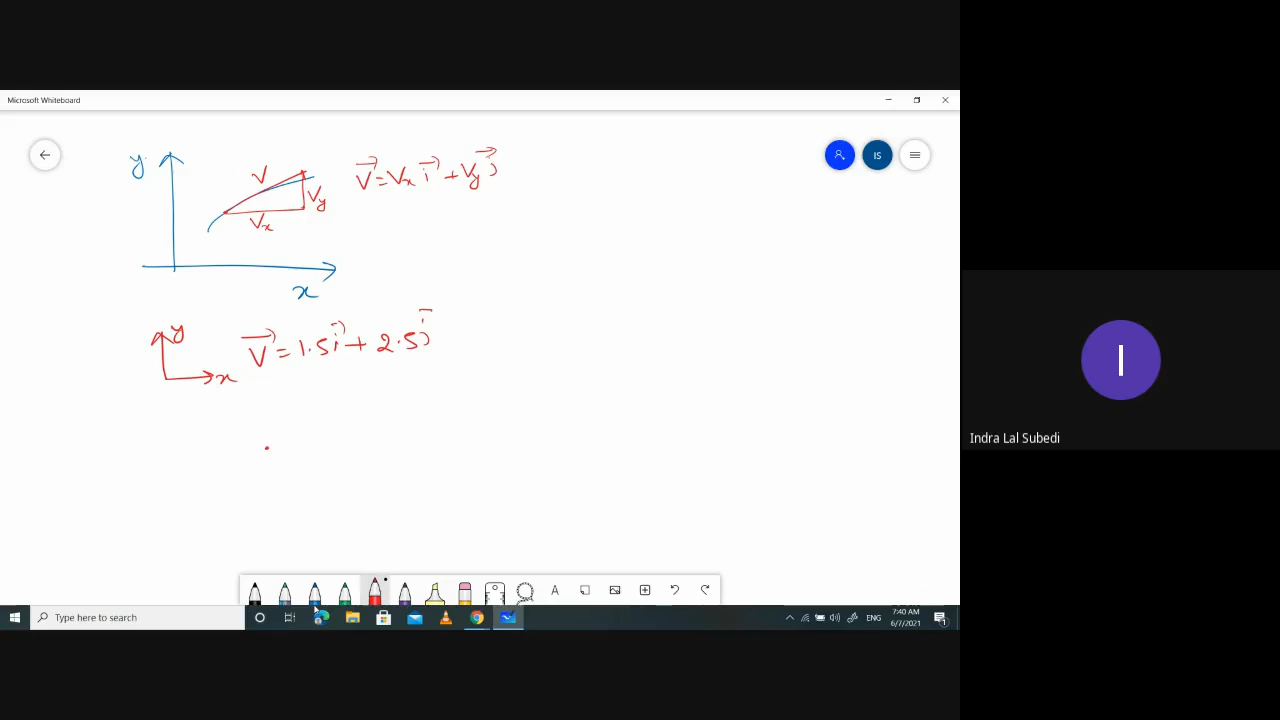 Microsoft Whiteboard
y
V
V⃗ = Vx i⃗ + Vy j⃗
Vy
Vx
IS
x
y
V⃗ = 1.5 i⃗ + 2.5 j⃗
x
I
Indra Lal Subedi
A
Type here to search
ENG
7:40 AM
6/7/2021
1